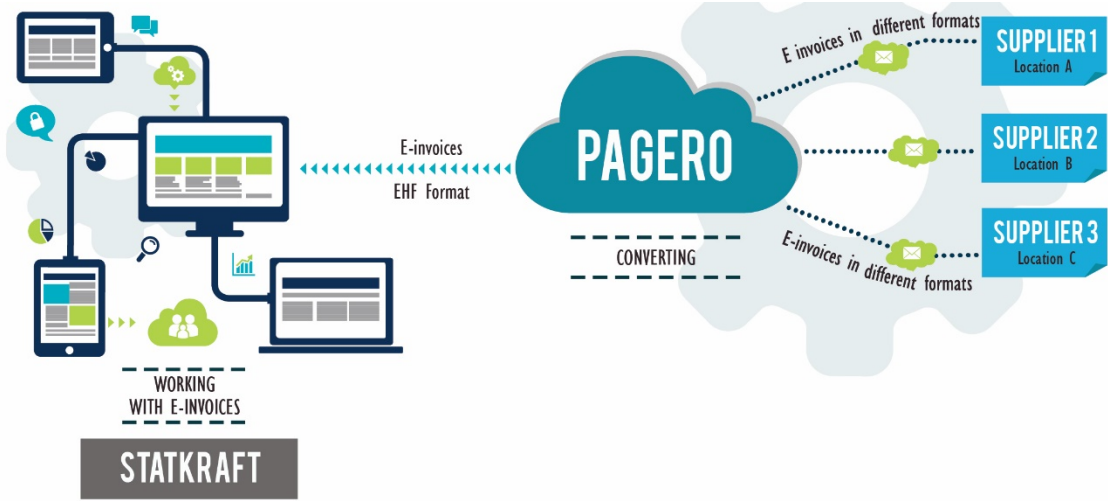 E invoices in different formats
SUPPLIER 1
Location A
PAGERO
SUPPLIER 2
Location B
E-invoices
EHF Format
CONVERTING
E-invoices in different formats
SUPPLIER 3
Location C
WORKING
WITH E-INVOICES
STATKRAFT